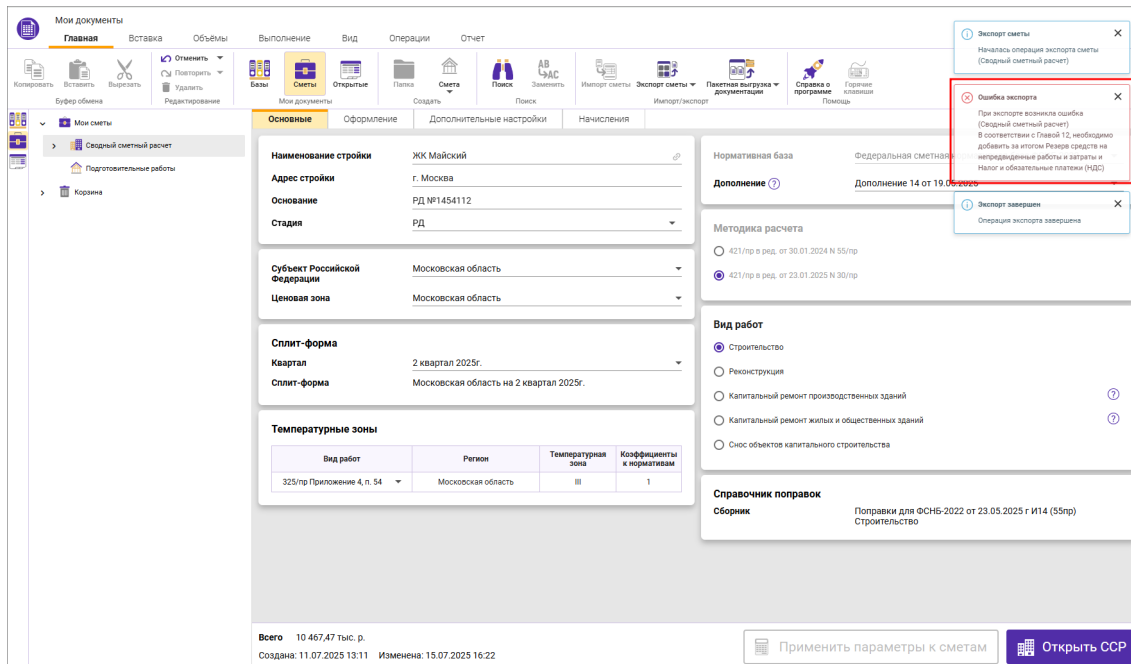 Мои документы
Главная Вставка Объёмы Выполнение Вид Операции Отчет
Копировать Вставить Вырезать
Отменить
Повторить
Удалить
Базы Сметы Открытые Папка Смета Поиск Заменить Импорт сметы Экспорт сметы Пакетная выгрузка документации Справка о программе Горячие клавиши
AB
AC
Буфер обмена Редактирование Мои документы Создать Поиск Импорт/экспорт Помощь
Экспорт сметы
Началась операция экспорта сметы
(Сводный сметный расчет)
Ошибка экспорта
При экспорте возникла ошибка
(Сводный сметный расчет)
В соответствии с Главой 12, необходимо
добавить за итогом Резерв средств на
непредвиденные работы и затраты и
Налог и обязательные платежи (НДС)
Экспорт завершен
Операция экспорта завершена
Мои сметы
Сводный сметный расчет
Подготовительные работы
Корзина
Основные Оформление Дополнительные настройки Начисления
Наименование стройки ЖК Майский
Адрес стройки г. Москва
Основание РД №1454112
Стадия РД
Субъект Российской
Федерации Московская область
Ценовая зона Московская область
Сплит-форма
Квартал 2 квартал 2025г.
Сплит-форма Московская область на 2 квартал 2025г.
Температурные зоны
Вид работ Регион Температурная зона Коэффициенты к нормативам
325/пр Приложение 4, п. 54 Московская область III 1
Нормативная база Федеральная сметная
Дополнение ? Дополнение 14 от 19.05.2025
Методика расчета
421/пр в ред. от 30.01.2024 N 55/пр
421/пр в ред. от 23.01.2025 N 30/пр
Вид работ
Строительство
Реконструкция
Капитальный ремонт производственных зданий ?
Капитальный ремонт жилых и общественных зданий ?
Снос объектов капитального строительства
Справочник поправок
Сборник Поправки для ФСНБ-2022 от 23.05.2025 г И14 (55пр)
Строительство
Всего 10 467,47 тыс. р.
Создана: 11.07.2025 13:11 Изменена: 15.07.2025 16:22
Применить параметры к сметам Открыть ССР